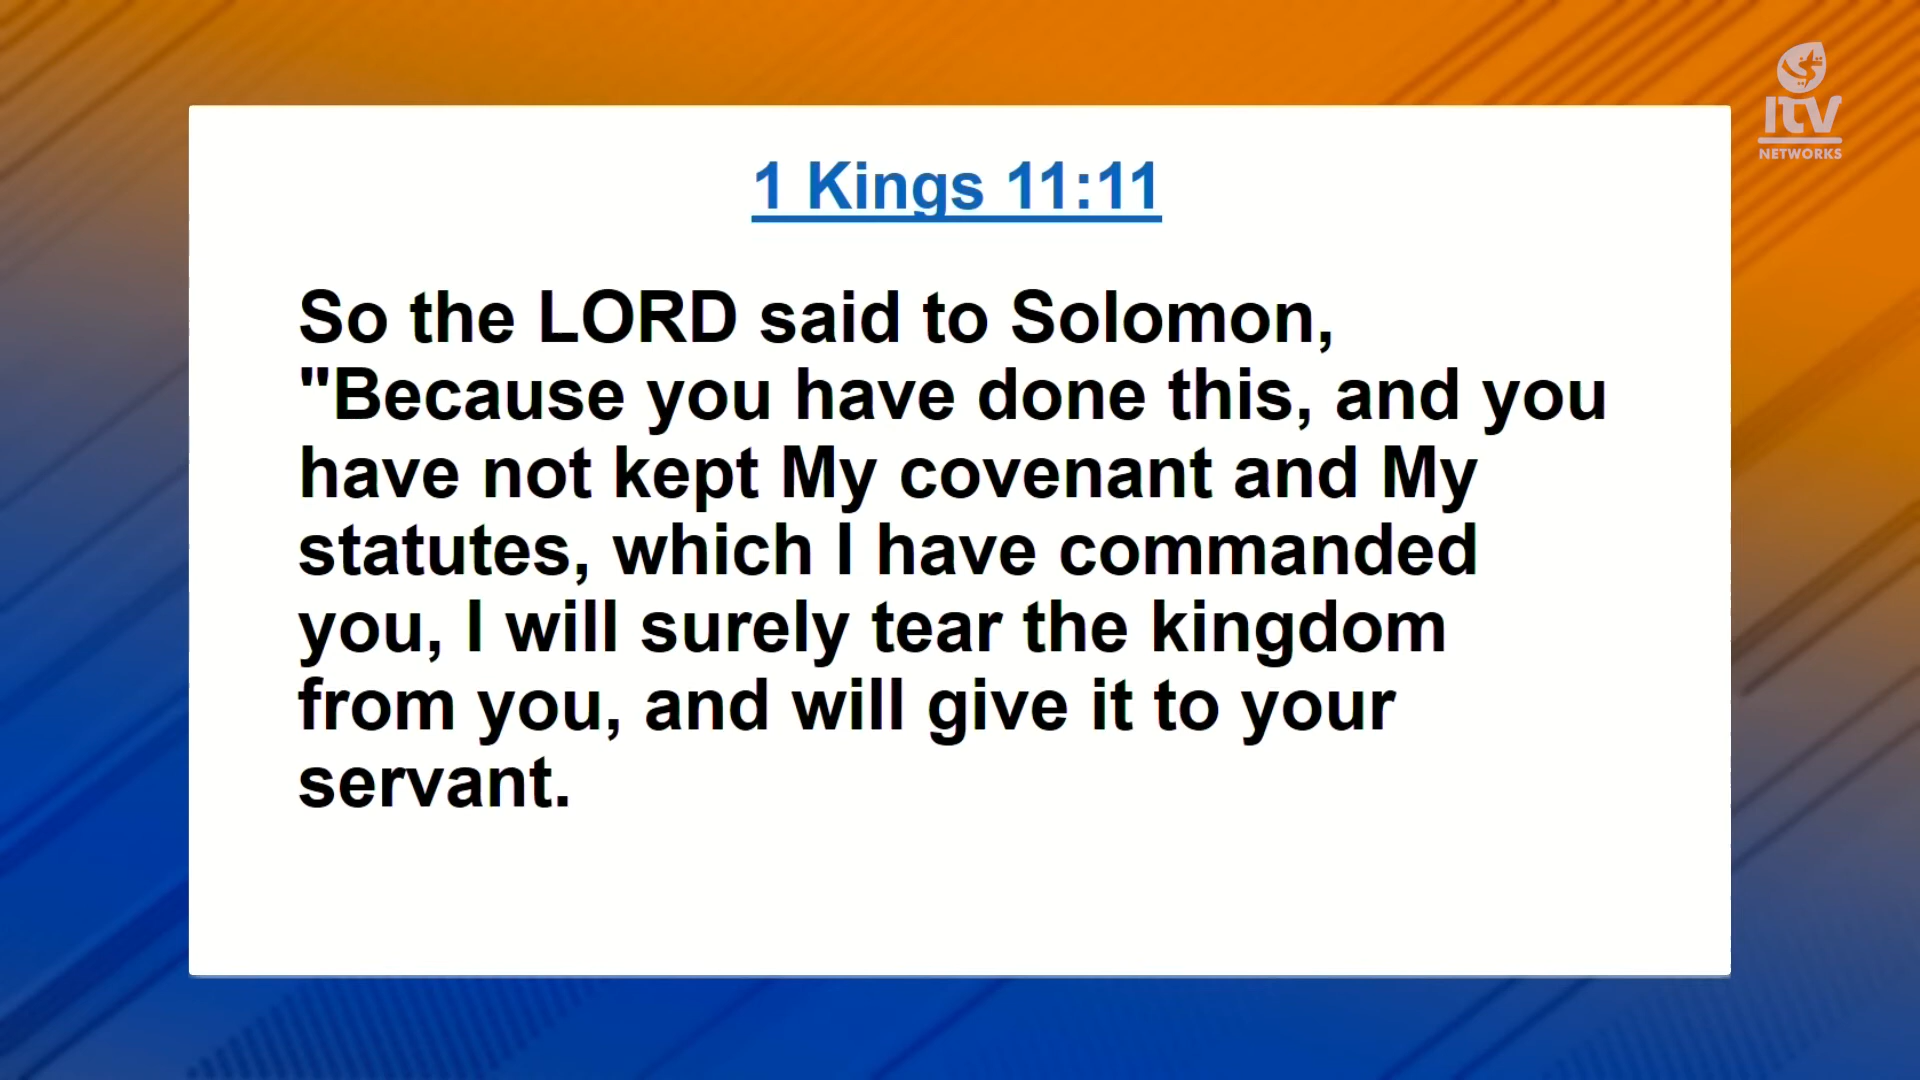 ITV
NETWORKS
1 Kings 11:11
So the LORD said to Solomon,
"Because you have done this, and you
have not kept My covenant and My
statutes, which I have commanded
you, I will surely tear the kingdom
from you, and will give it to your
servant.